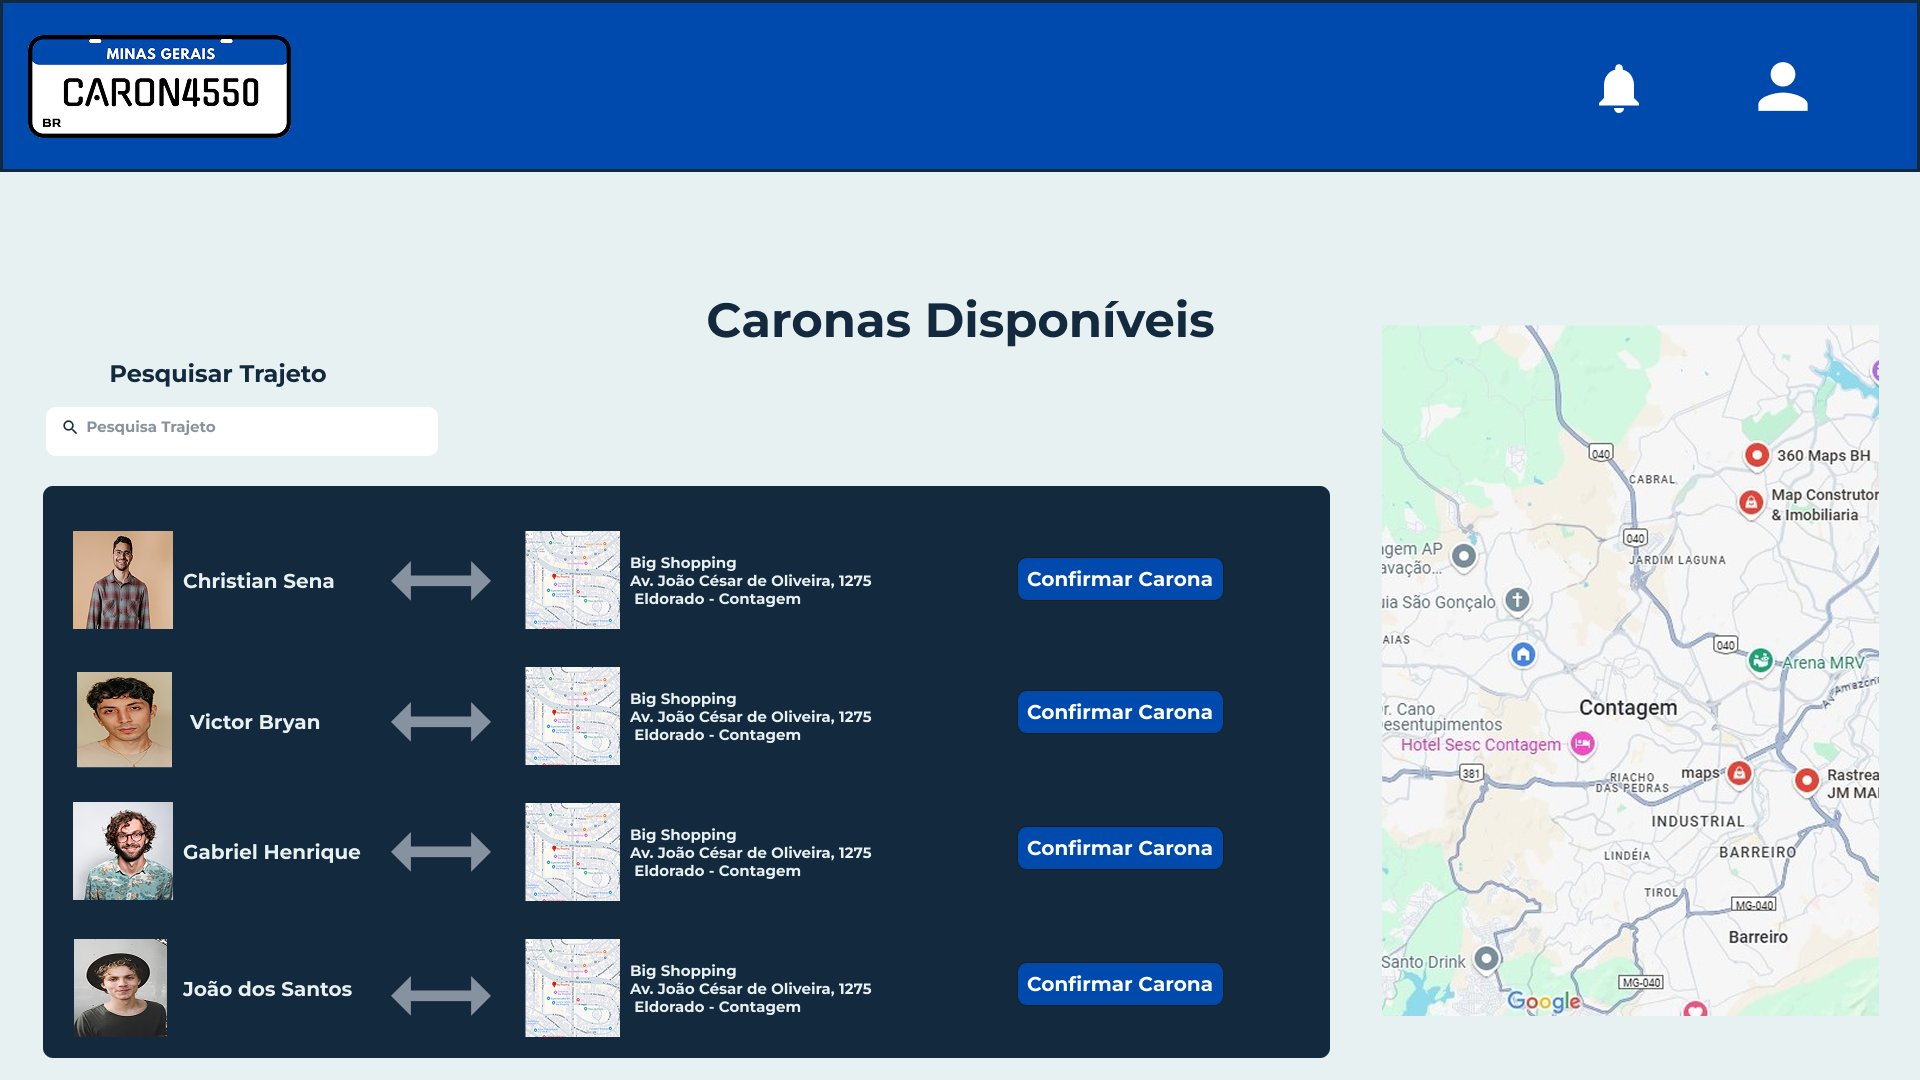 MINAS GERAIS
CARON4550
BR
Caronas Disponíveis
Pesquisar Trajeto
Pesquisa Trajeto
Christian Sena
Big Shopping
Av. João César de Oliveira, 1275
Eldorado - Contagem
Confirmar Carona
Victor Bryan
Big Shopping
Av. João César de Oliveira, 1275
Eldorado - Contagem
Confirmar Carona
Gabriel Henrique
Big Shopping
Av. João César de Oliveira, 1275
Eldorado - Contagem
Confirmar Carona
João dos Santos
Big Shopping
Av. João César de Oliveira, 1275
Eldorado - Contagem
Confirmar Carona
040
360 Maps BH
CABRAL
Map Construtor
& Imobiliaria
040
agem AP
avação...
JARDIM LAGUNA
uia São Gonçalo
AIAS
040
Arena MRV
Amazon
Contagem
r. Cano
esentupimentos
Hotel Sesc Contagem
381
RIACHO
DAS PEDRAS
maps
Rastrea
JM MA
INDUSTRIAL
LINDÉIA
BARREIRO
TIROL
MG-040
Barreiro
Santo Drink
MG-040
Google